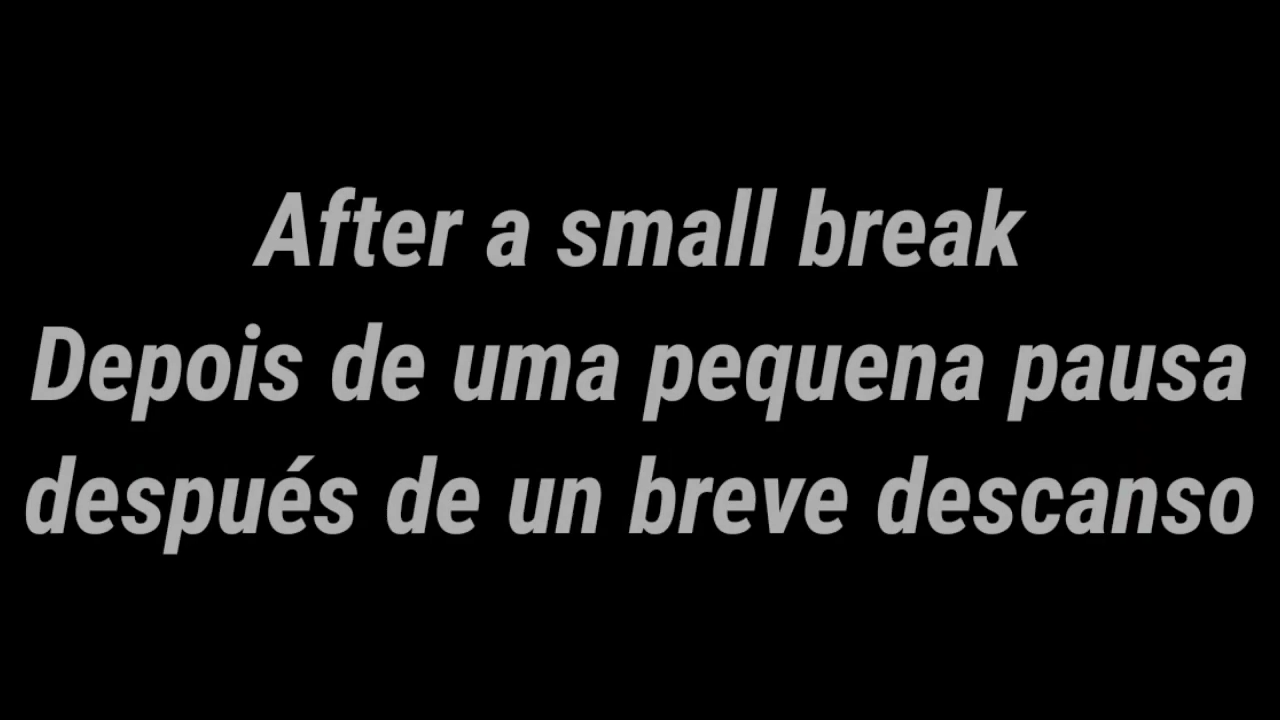 After a small break
Depois de uma pequena pausa
después de un breve descanso